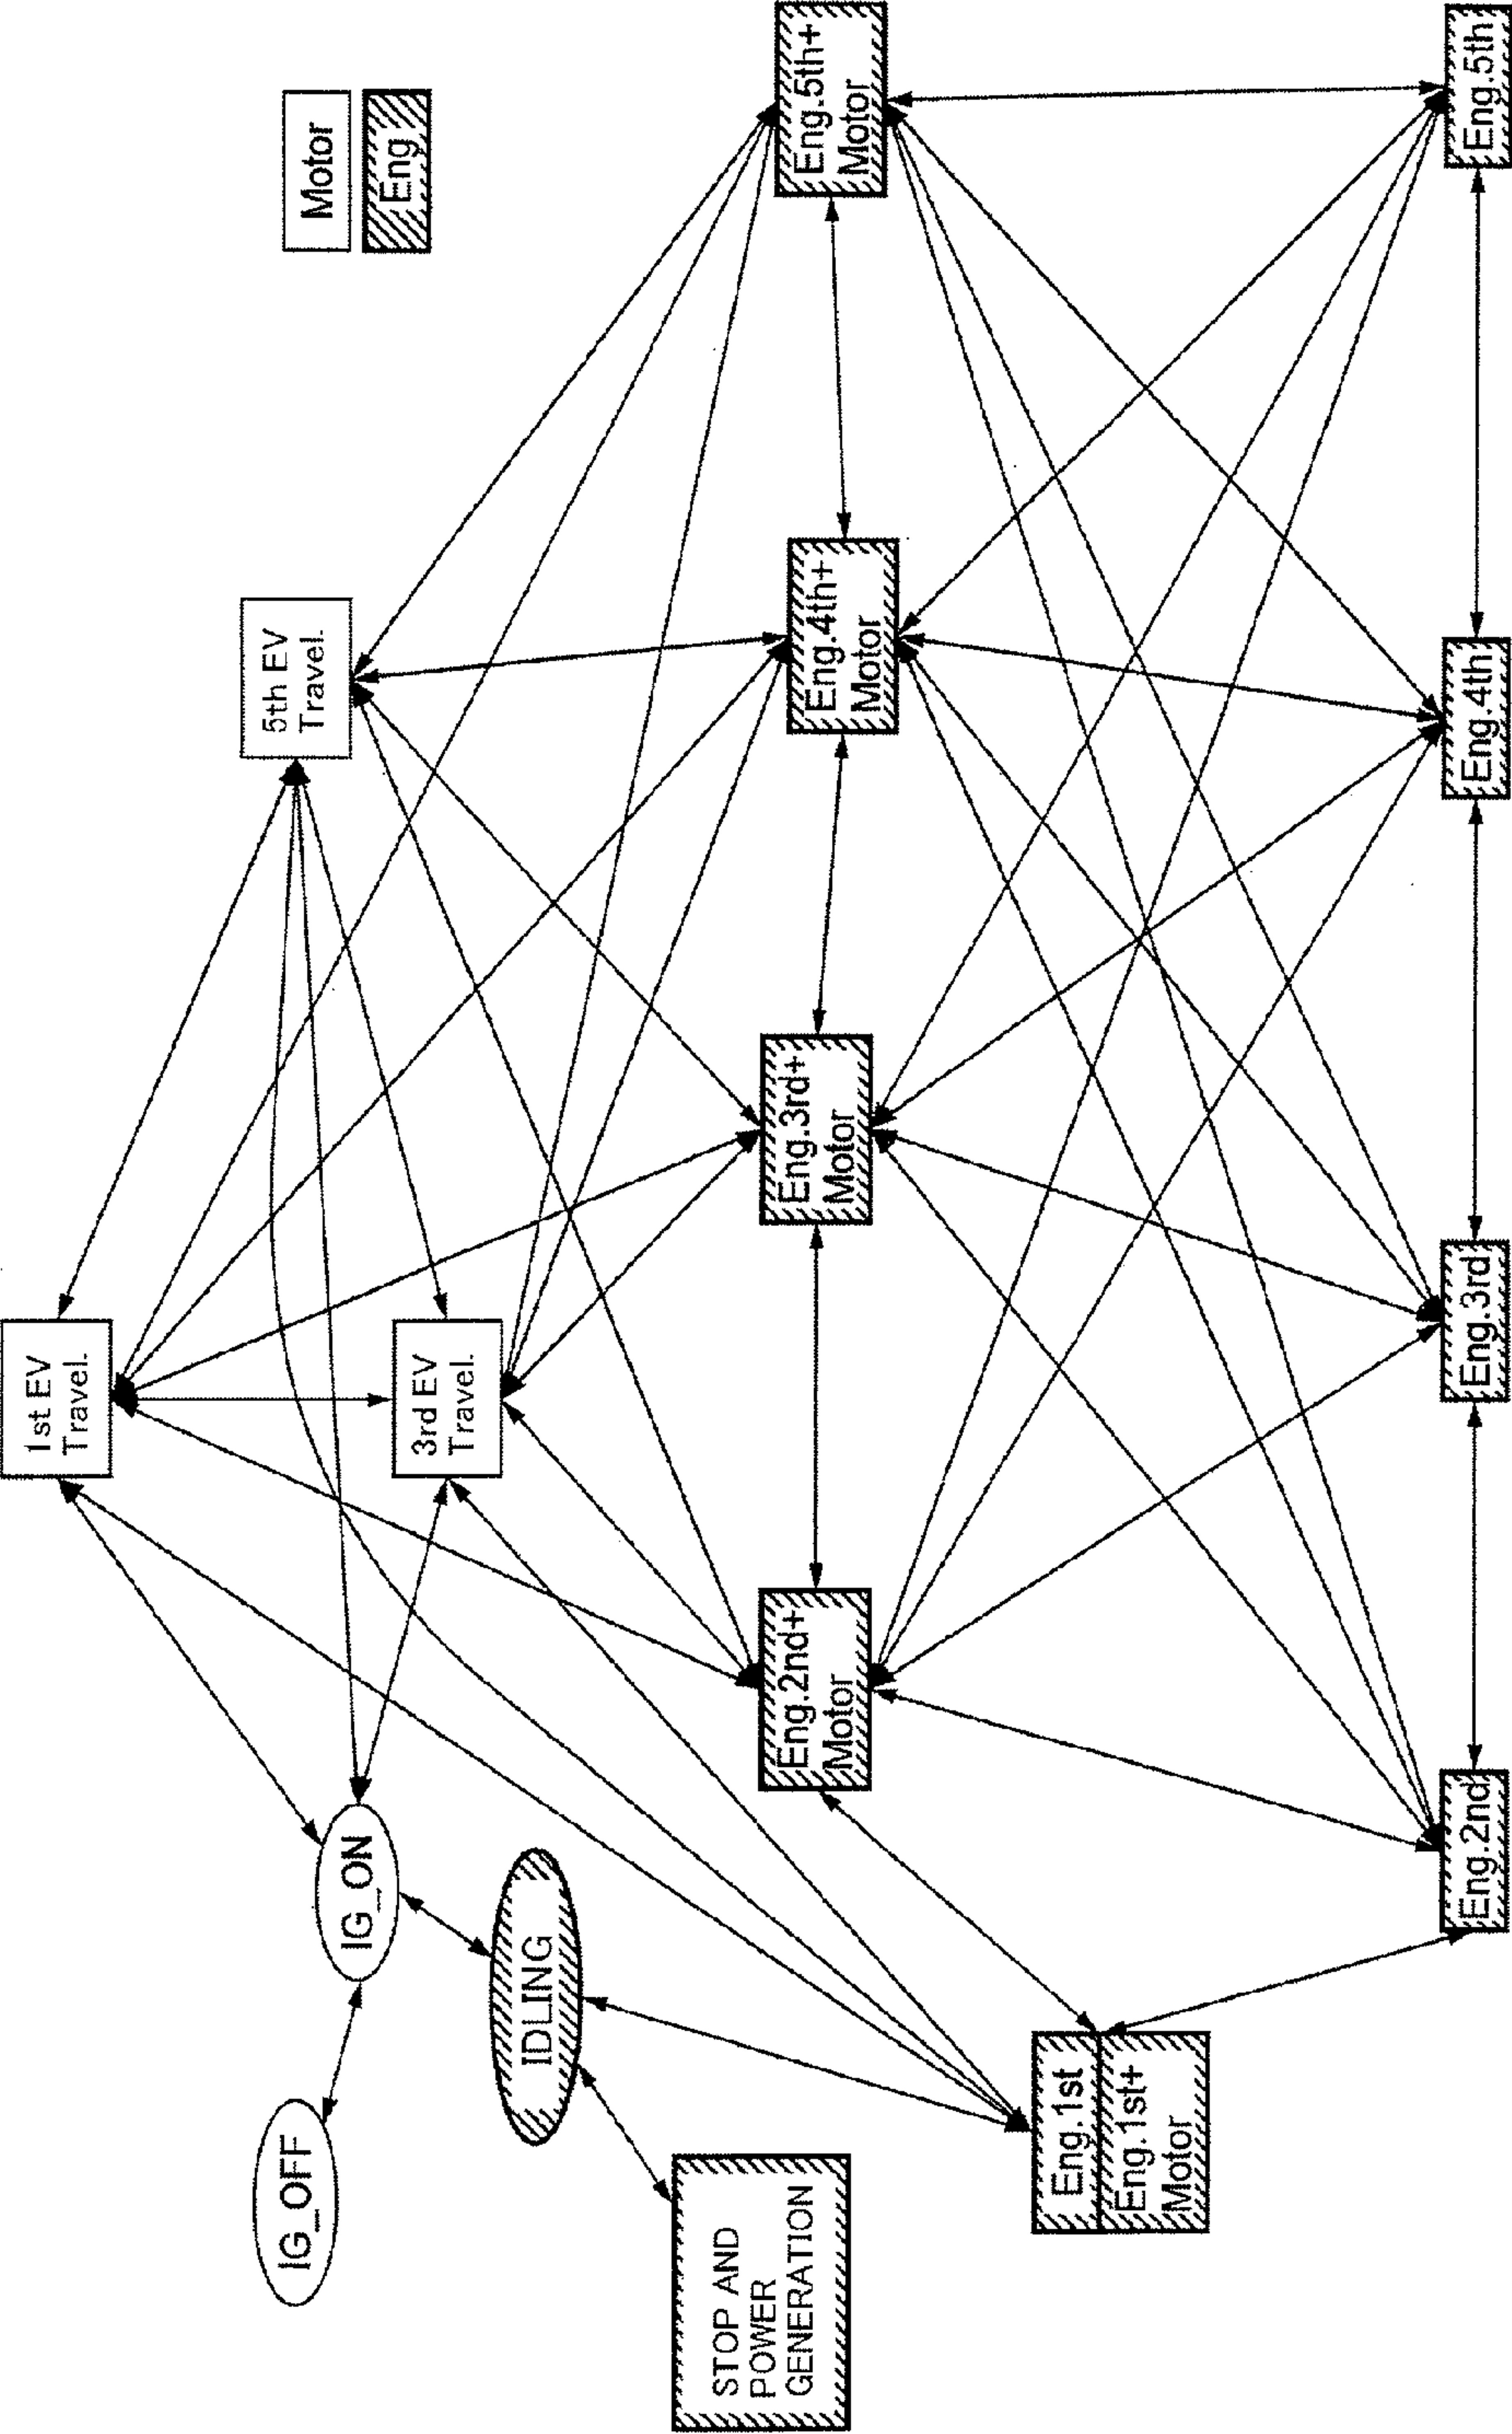 Motor
Eng
1st EV
Travel.
5th EV
Travel.
3rd EV
Travel.
IG_OFF
IG_ON
IDLING
STOP AND
POWER
GENERATION
Eng.1st
Eng.1st+
Motor
Eng.2nd+
Motor
Eng.3rd+
Motor
Eng.4th+
Motor
Eng.5th+
Motor
Eng.2nd
Eng.3rd
Eng.4th
Eng.5th